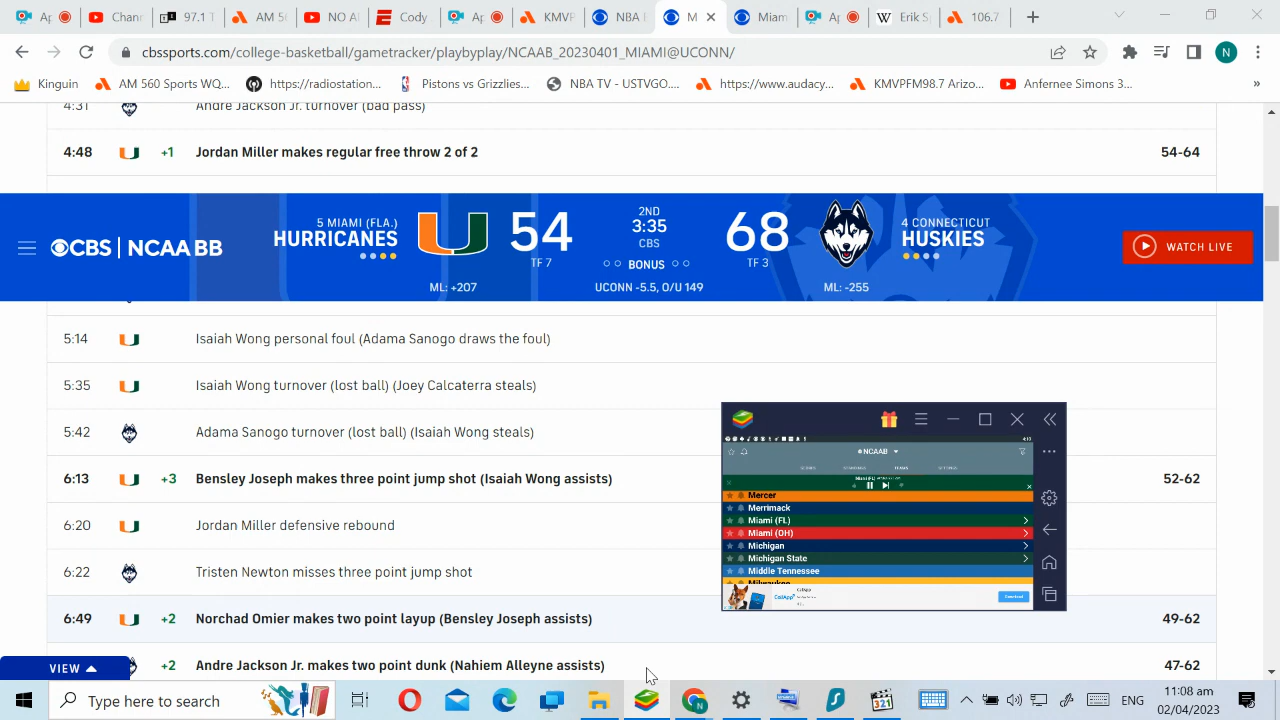 Ap
Chann
97.1 T
AM 5
NO A
Cody
Ap
KMVP
NBA
M
Miam
Ap
Erik S
106.7
cbssports.com/college-basketball/gametracker/playbyplay/NCAAB_20230401_MIAMI@UCONN/
N
Kinguin
AM 560 Sports WQ...
https://radiostation...
Pistons vs Grizzlies...
NBA TV - USTVGO....
https://www.audacy...
KMVPFM98.7 Arizo...
Anfernee Simons 3...
»
4:31 Andre Jackson Jr. turnover (bad pass)
4:48 +1 Jordan Miller makes regular free throw 2 of 2 54-64
CBS | NCAA BB
5 MIAMI (FLA.)
HURRICANES
54
TF 7
ML: +207
2ND
3:35
CBS
BONUS
UCONN -5.5, O/U 149
68
TF 3
ML: -255
4 CONNECTICUT
HUSKIES
WATCH LIVE
5:14 Isaiah Wong personal foul (Adama Sanogo draws the foul)
5:35 Isaiah Wong turnover (lost ball) (Joey Calcaterra steals)
5:42 Adama Sanogo turnover (lost ball) (Isaiah Wong steals)
6:13 +3 Bensley Joseph makes three point jump shot (Isaiah Wong assists) 52-62
6:20 Jordan Miller defensive rebound
6:22 Tristen Newton misses three point jump shot
6:49 +2 Norchad Omier makes two point layup (Bensley Joseph assists) 49-62
+2 Andre Jackson Jr. makes two point dunk (Nahiem Alleyne assists) 47-62
VIEW
NCAAB
TEAMS
Mercer
Merrimack
Miami (FL)
Miami (OH)
Michigan
Michigan State
Middle Tennessee
Milwaukee
Download
Type here to search
321
ENG
11:08 am
02/04/2023